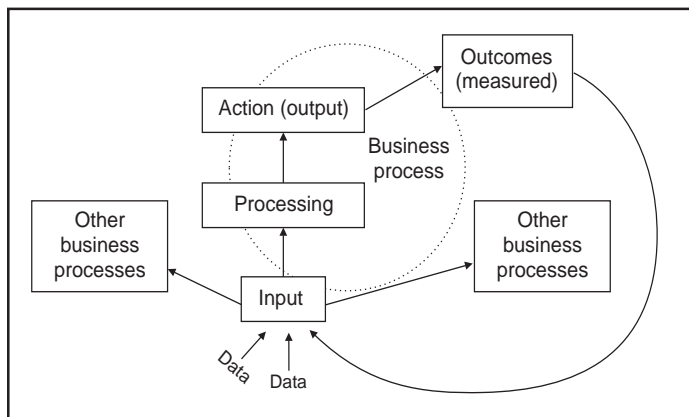 Outcomes
(measured)
Action (output)
Business
process
Processing
Other
business
processes
Other
business
processes
Input
Data
Data